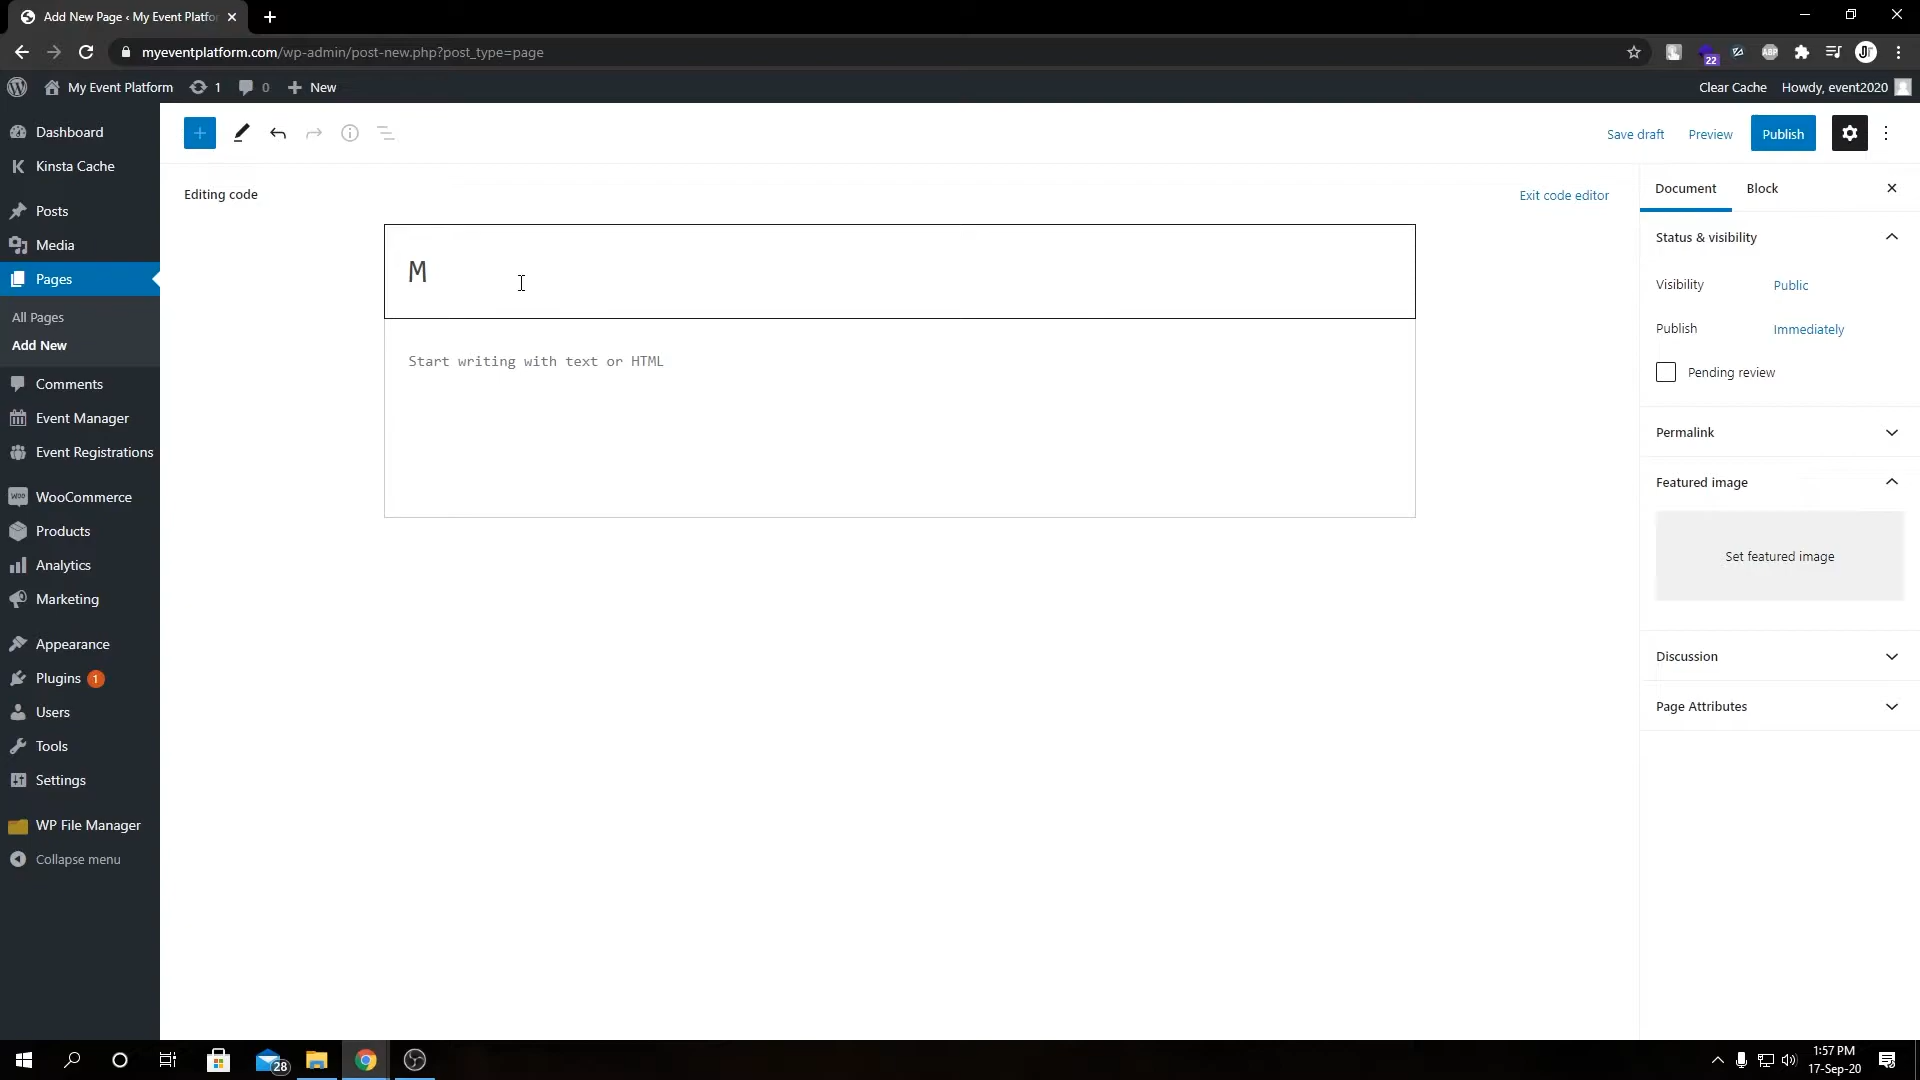 Add New Page ‹ My Event Platfo
myeventplatform.com/wp-admin/post-new.php?post_type=page
22
ABP
My Event Platform
1
0
New
Clear Cache
Howdy, event2020
Dashboard
Kinsta Cache
Posts
Media
Pages
All Pages
Add New
Comments
Event Manager
Event Registrations
WooCommerce
Products
Analytics
Marketing
Appearance
Plugins 1
Users
Tools
Settings
WP File Manager
Collapse menu
Save draft
Preview
Publish
Editing code
Exit code editor
M
Start writing with text or HTML
Document
Block
Status & visibility
Visibility
Public
Publish
Immediately
Pending review
Permalink
Featured image
Set featured image
Discussion
Page Attributes
28
1:57 PM
17-Sep-20